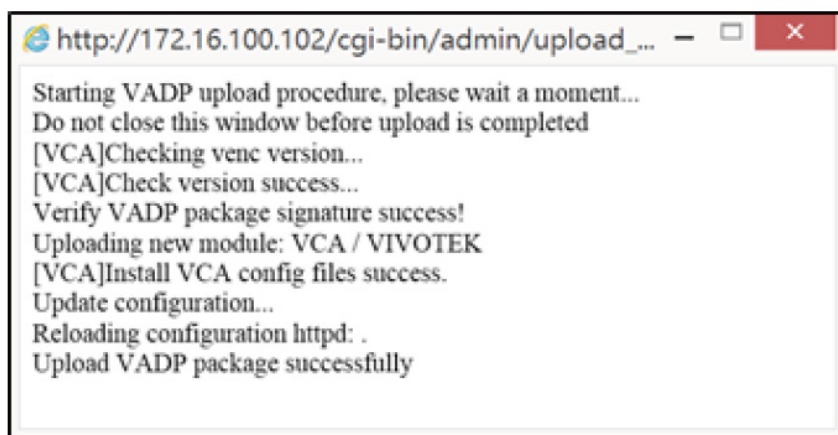 http://172.16.100.102/cgi-bin/admin/upload_...
Starting VADP upload procedure, please wait a moment...
Do not close this window before upload is completed
[VCA]Checking venc version...
[VCA]Check version success...
Verify VADP package signature success!
Uploading new module: VCA / VIVOTEK
[VCA]Install VCA config files success.
Update configuration...
Reloading configuration httpd: .
Upload VADP package successfully